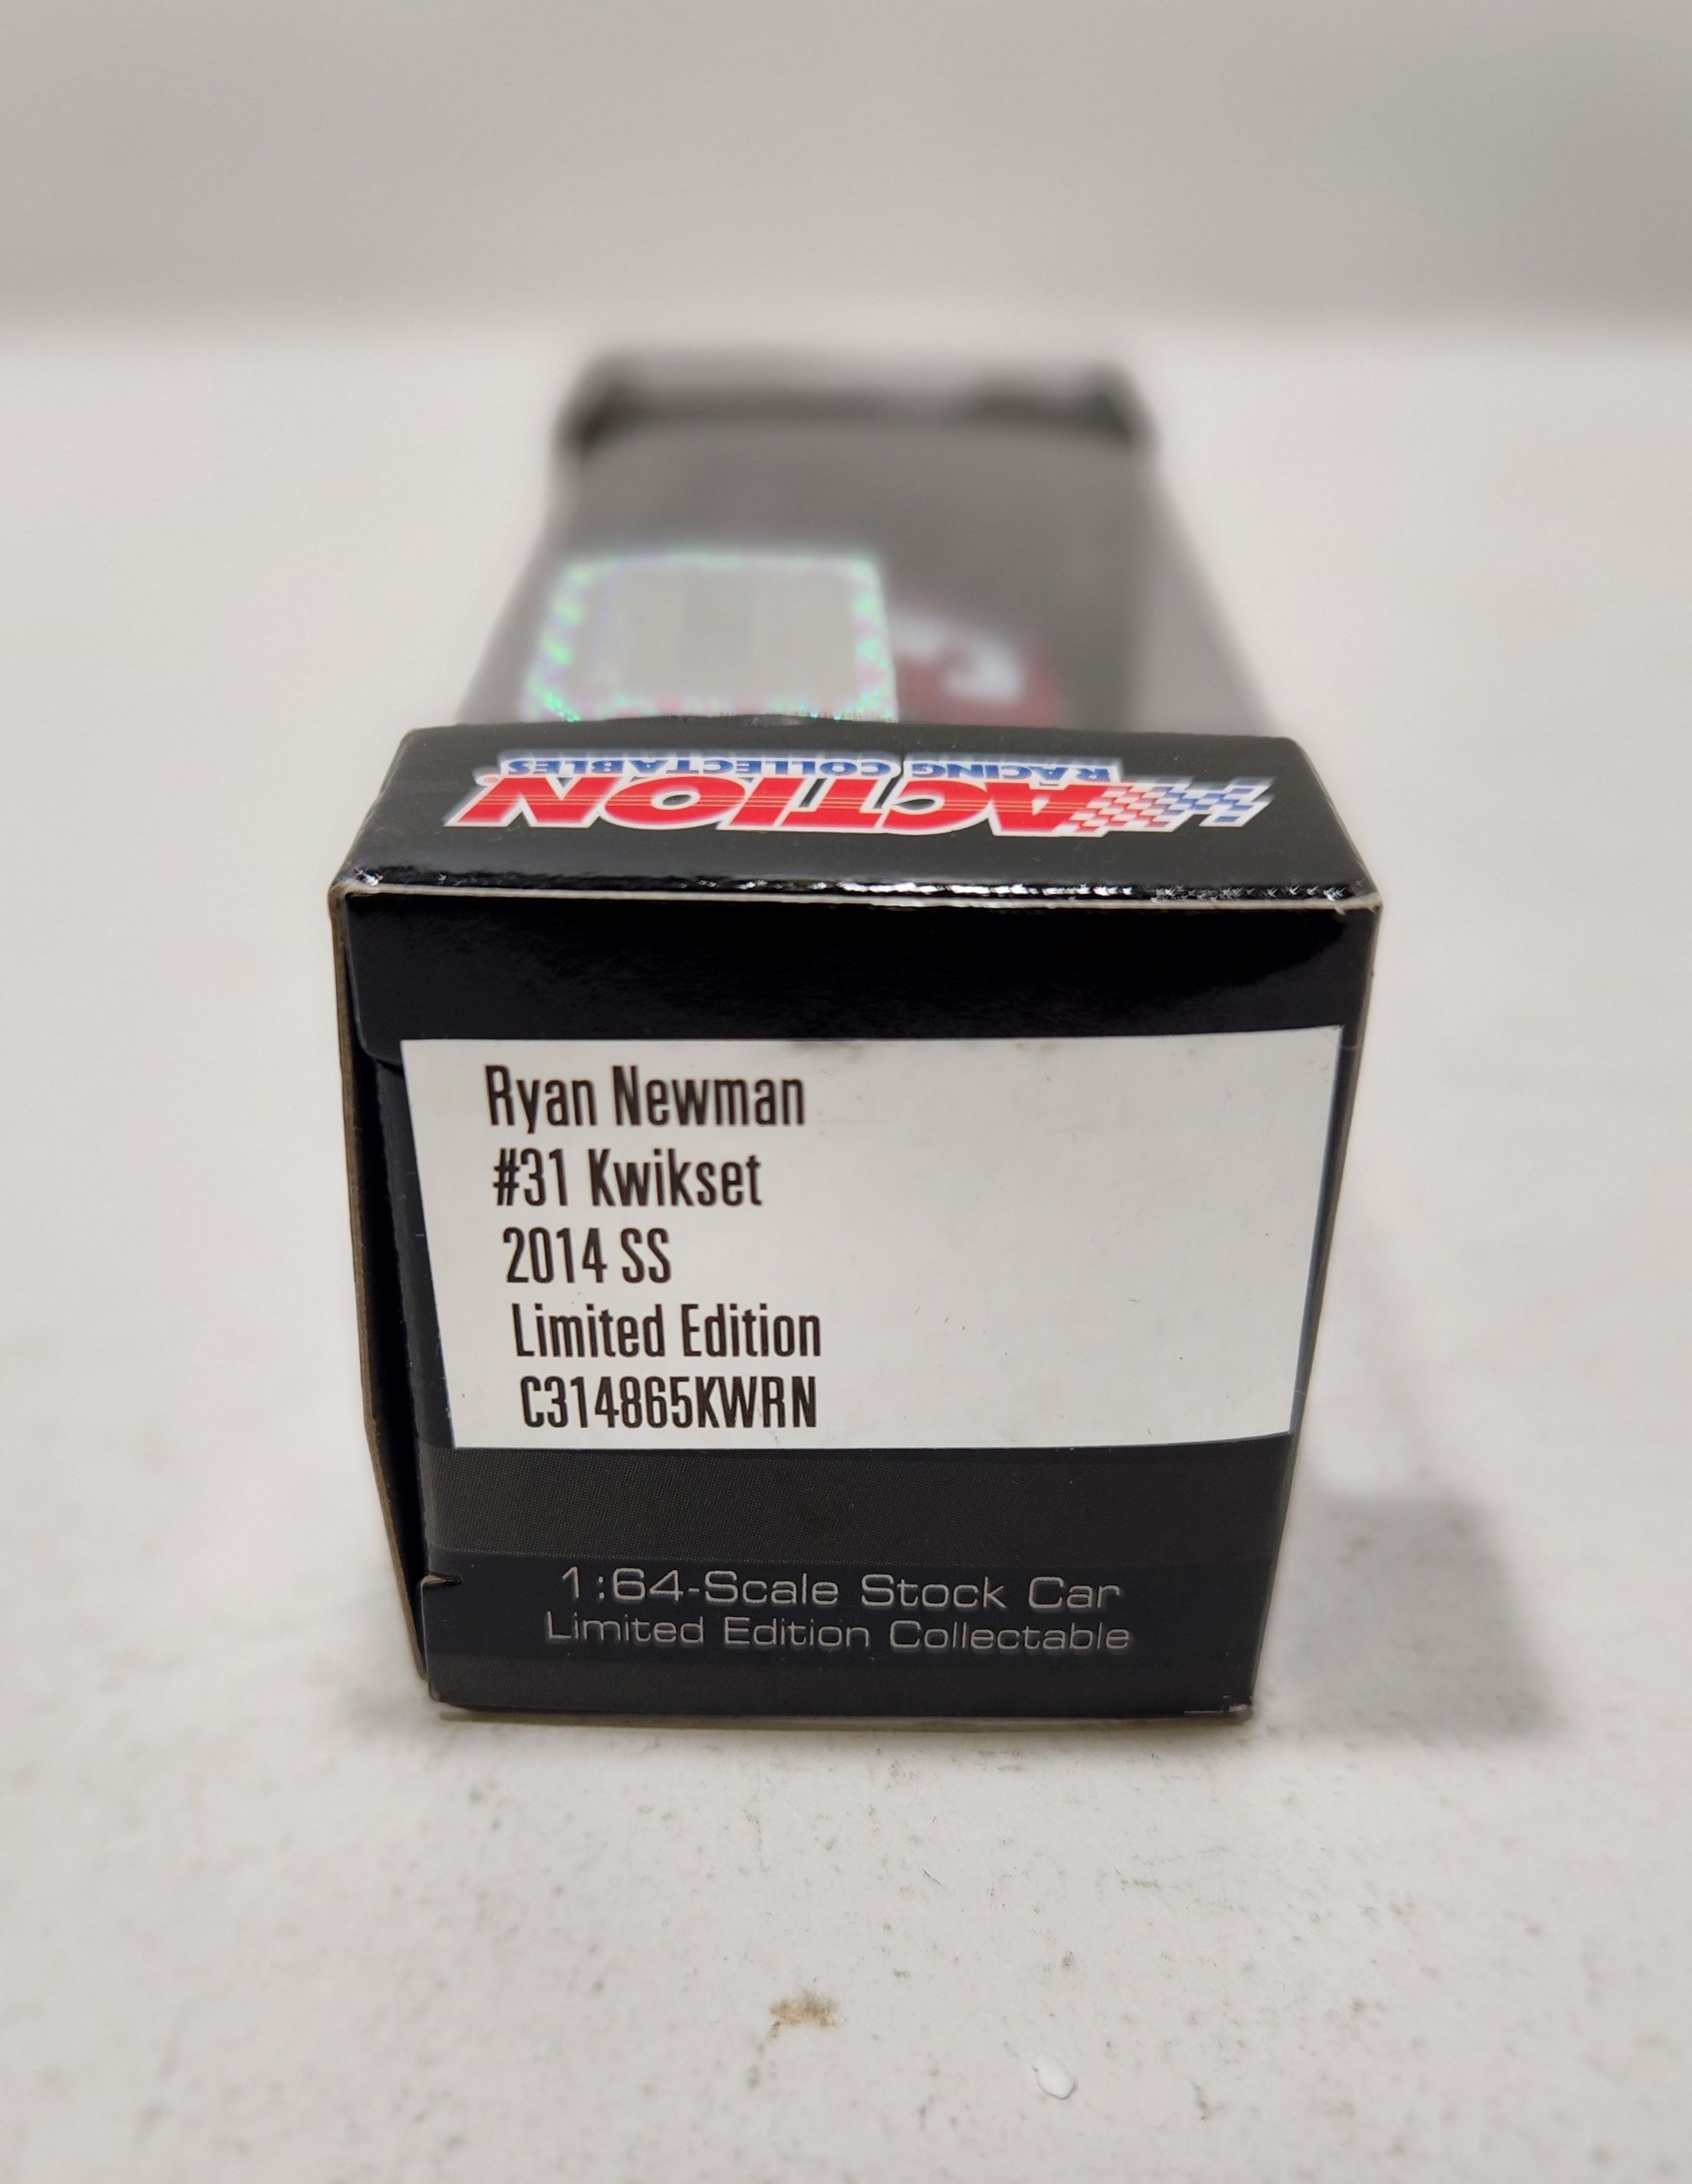 ACTION
RACING COLLECTABLES
Ryan Newman
#31 Kwikset
2014 SS
Limited Edition
C314865KWRN
1:64-Scale Stock Car
Limited Edition Collectable